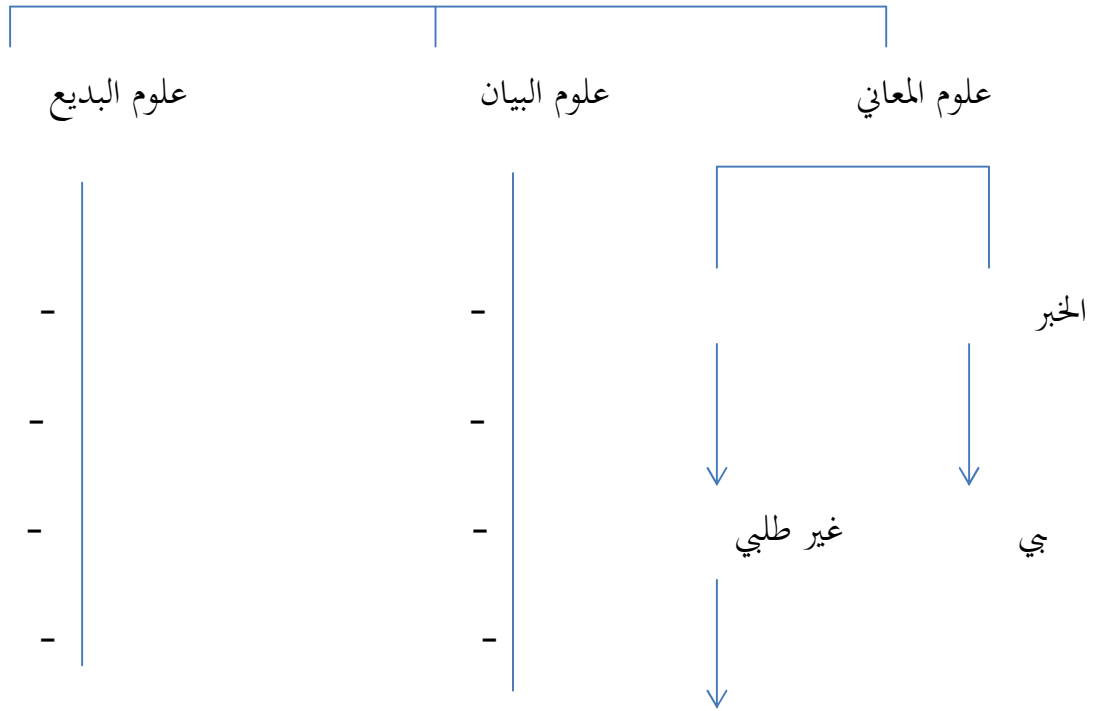 علوم المعاني علوم البيان علوم البديع
الخبر - -
- -
بي غير طلبي - -
- -